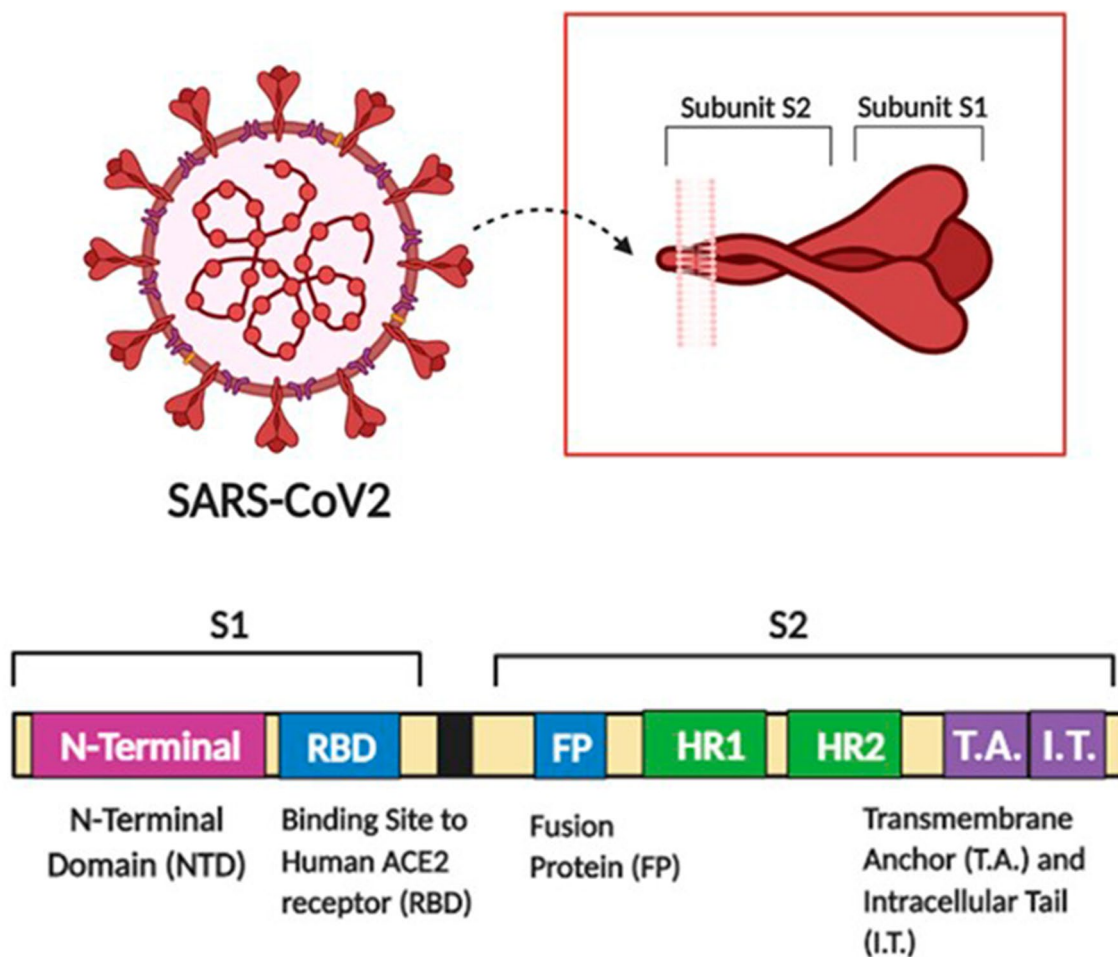 Subunit S2
Subunit S1
SARS-CoV2
S1
S2
N-Terminal
RBD
FP
HR1
HR2
T.A.
I.T.
N-Terminal
Domain (NTD)
Binding Site to
Human ACE2
receptor (RBD)
Fusion
Protein (FP)
Transmembrane
Anchor (T.A.) and
Intracellular Tail
(I.T.)